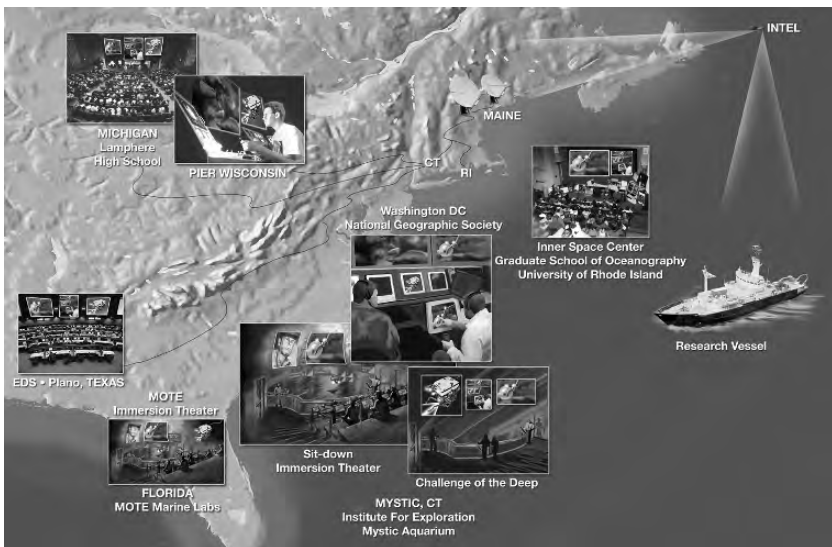 INTEL
MICHIGAN
Lamphere
High School
PIER WISCONSIN
MAINE
CT
RI
Washington DC
National Geographic Society
Inner Space Center
Graduate School of Oceanography
University of Rhode Island
Research Vessel
EDS • Plano, TEXAS
MOTE
Immersion Theater
FLORIDA
MOTE Marine Labs
Sit-down
Immersion Theater
Challenge of the Deep
MYSTIC, CT
Institute For Exploration
Mystic Aquarium